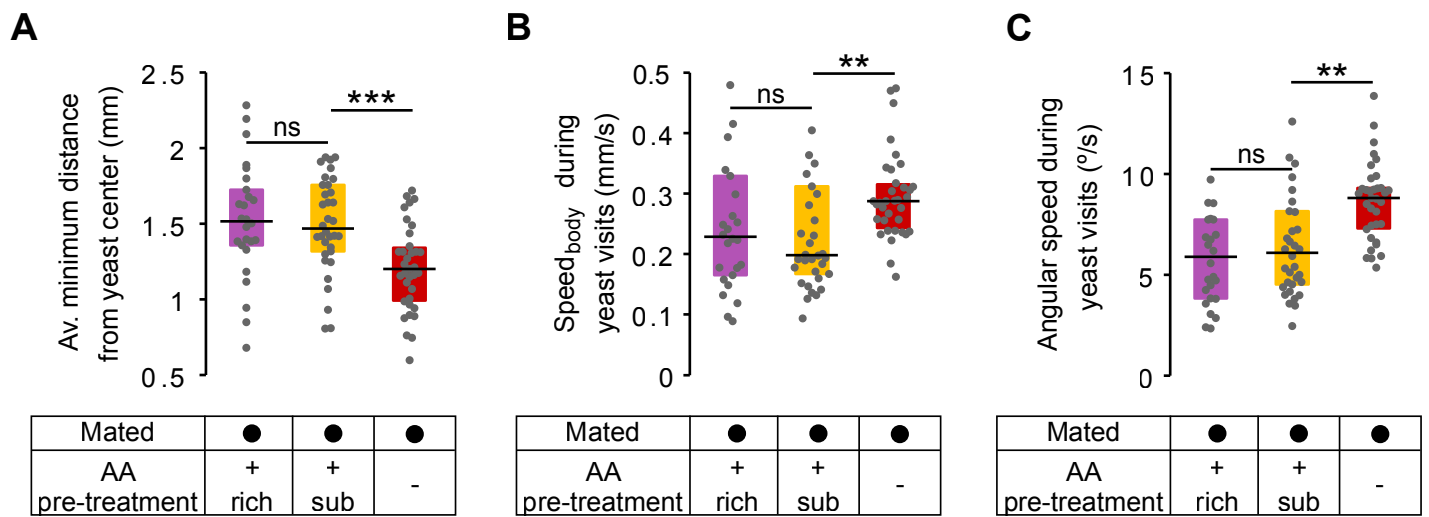 A
Av. minimum distance
from yeast center (mm)
2.5
2
1.5
1
0.5
ns
***
Mated ● ● ●
AA + + -
pre-treatment rich sub
B
Speedbody during
yeast visits (mm/s)
0.5
0.4
0.3
0.2
0.1
0
ns
**
Mated ● ● ●
AA + + -
pre-treatment rich sub
C
Angular speed during
yeast visits (º/s)
15
10
5
0
ns
**
Mated ● ● ●
AA + + -
pre-treatment rich sub